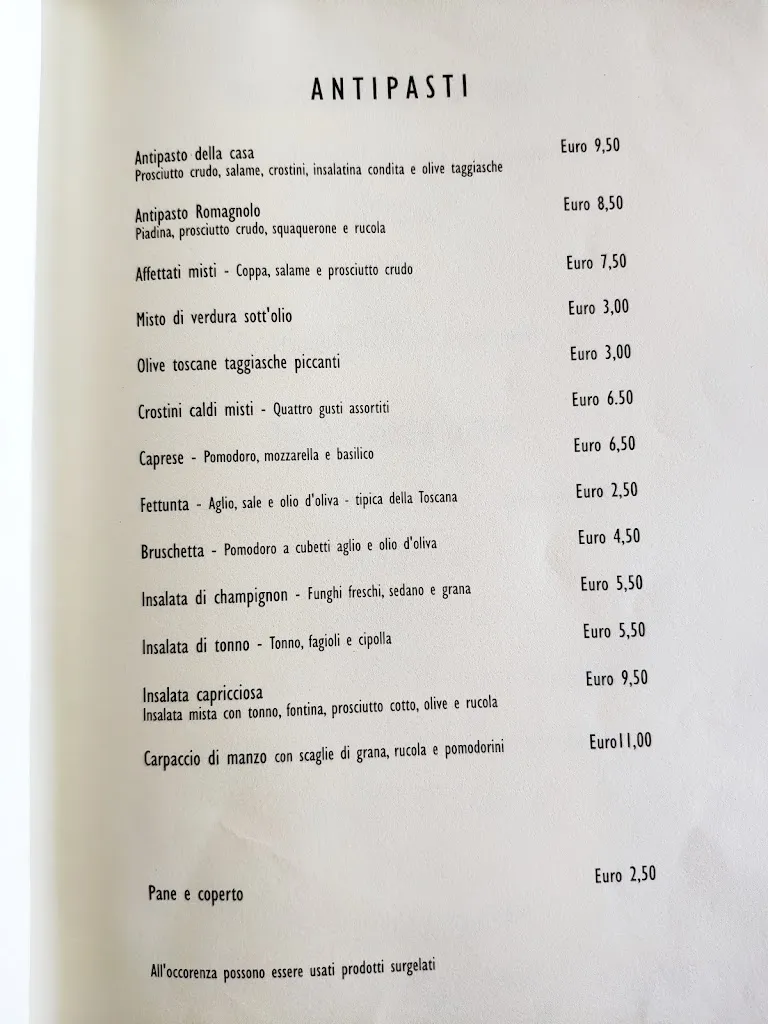 ANTIPASTI
Antipasto della casa Euro 9,50
Prosciutto crudo, salame, crostini, insalatina condita e olive taggiasche
Antipasto Romagnolo Euro 8,50
Piadina, prosciutto crudo, squaquerone e rucola
Affettati misti - Coppa, salame e prosciutto crudo Euro 7,50
Misto di verdura sott'olio Euro 3,00
Olive toscane taggiasche piccanti Euro 3,00
Crostini caldi misti - Quattro gusti assortiti Euro 6.50
Caprese - Pomodoro, mozzarella e basilico Euro 6,50
Fettunta - Aglio, sale e olio d'oliva - tipica della Toscana Euro 2,50
Bruschetta - Pomodoro a cubetti aglio e olio d'oliva Euro 4,50
Insalata di champignon - Funghi freschi, sedano e grana Euro 5,50
Insalata di tonno - Tonno, fagioli e cipolla Euro 5,50
Insalata capricciosa Euro 9,50
Insalata mista con tonno, fontina, prosciutto cotto, olive e rucola
Carpaccio di manzo con scaglie di grana, rucola e pomodorini Euro11,00
Pane e coperto Euro 2,50
All'occorenza possono essere usati prodotti surgelati